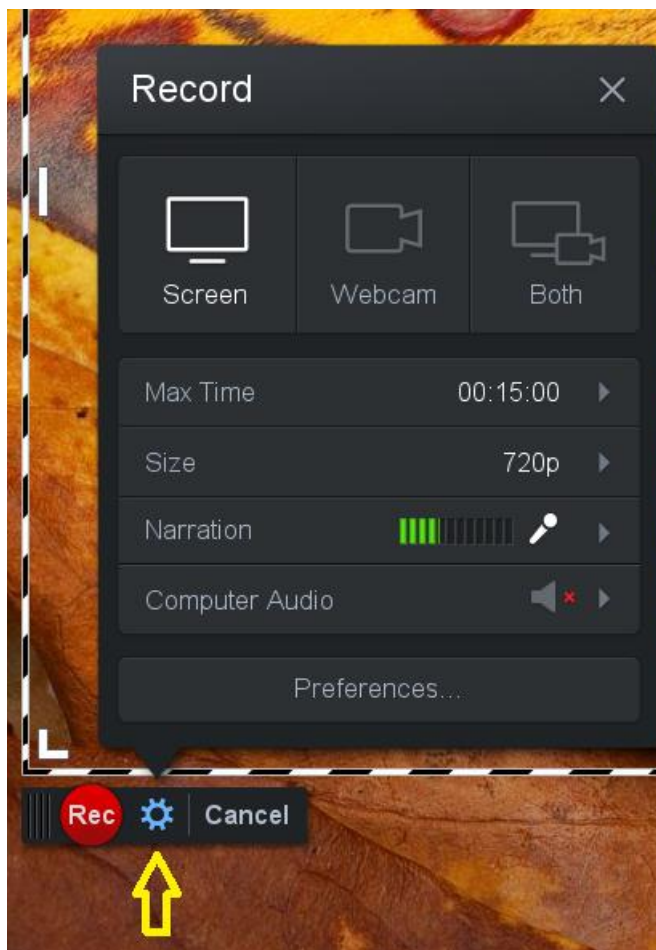 Record
Screen Webcam Both
Max Time 00:15:00
Size 720p
Narration
Computer Audio
Preferences...
Rec Cancel